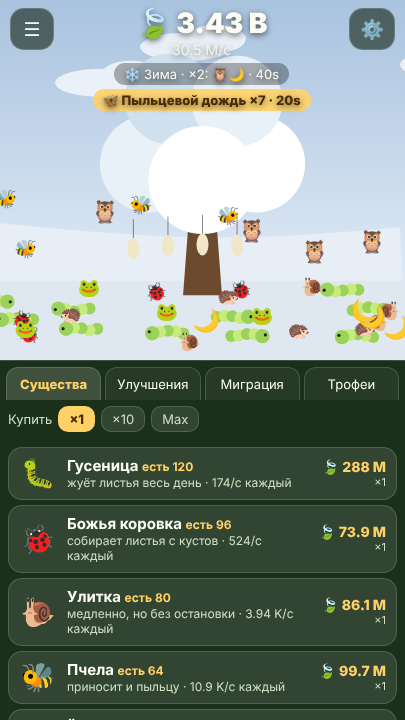 3.43 B
30.5 M/с
Зима · ×2: · 40s
Пыльцевой дождь ×7 · 20s
Существа
Улучшения
Миграция
Трофеи
Купить
×1
×10
Max
Гусеница есть 120
жуёт листья весь день · 174/с каждый
288 M
×1
Божья коровка есть 96
собирает листья с кустов · 524/с
каждый
73.9 M
×1
Улитка есть 80
медленно, но без остановки · 3.94 K/с
каждый
86.1 M
×1
Пчела есть 64
приносит и пыльцу · 10.9 K/с каждый
99.7 M
×1